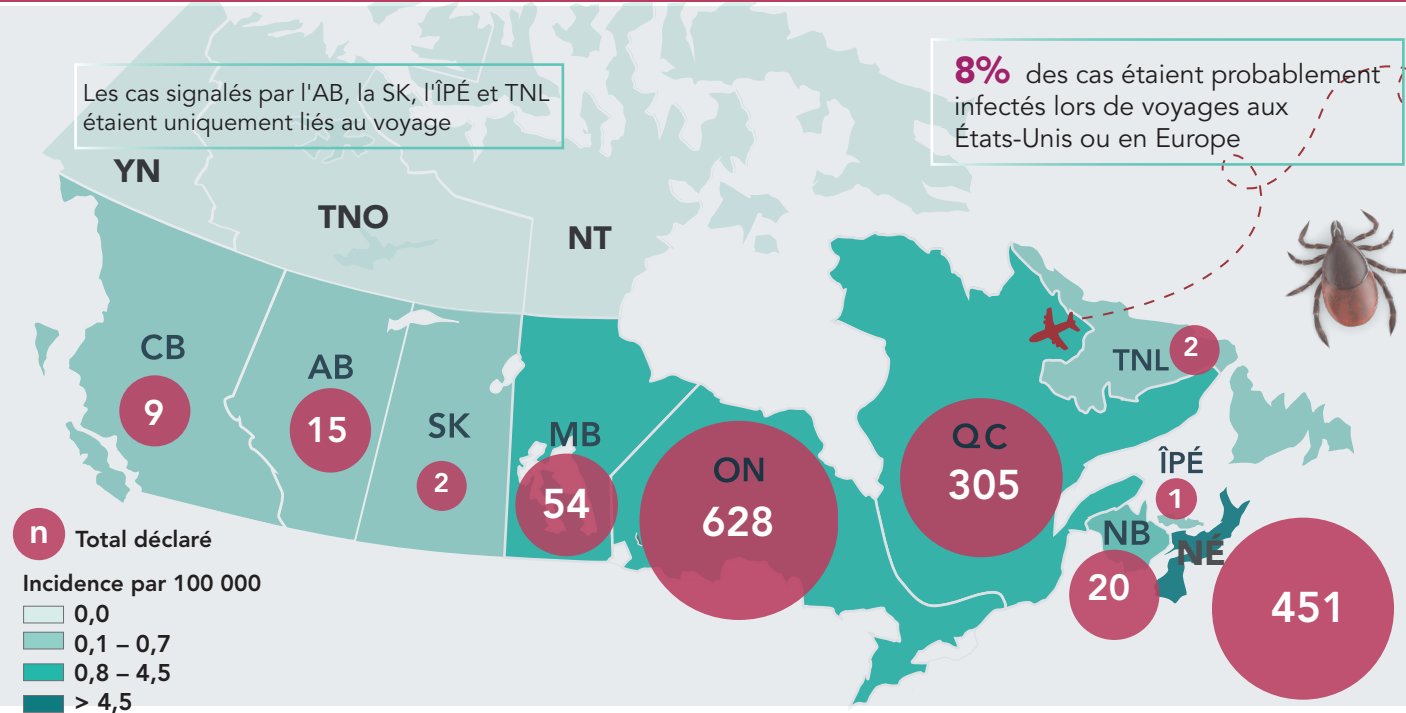 Les cas signalés par l'AB, la SK, l'ÎPÉ et TNL
étaient uniquement liés au voyage
8% des cas étaient probablement
infectés lors de voyages aux
États-Unis ou en Europe
YN
TNO
NT
CB
9
AB
15
SK
2
MB
54
ON
628
QC
305
TNL
2
ÎPÉ
1
NB
20
NÉ
451
n Total déclaré
Incidence par 100 000
0,0
0,1 – 0,7
0,8 – 4,5
> 4,5